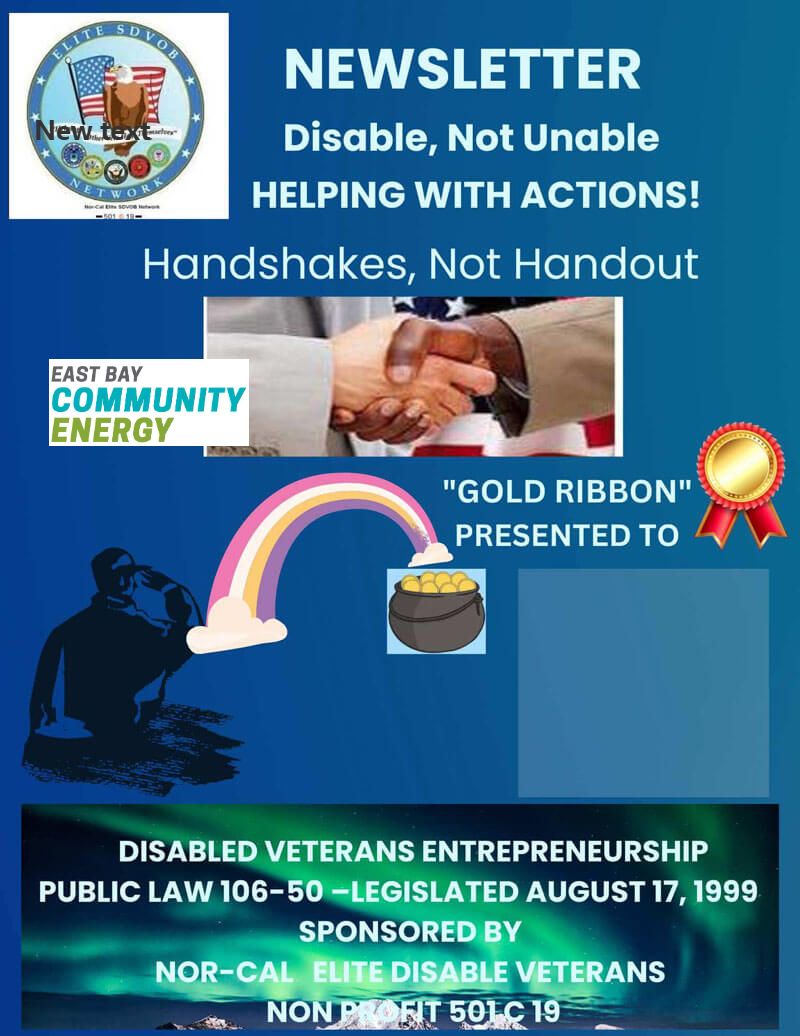 ELITE SDVOB
New text
themselves"
NETWORK
Nor-Cal Elite SDVOB Network
501 C 19
NEWSLETTER
Disable, Not Unable
HELPING WITH ACTIONS!
Handshakes, Not Handout
EAST BAY
COMMUNITY
ENERGY
"GOLD RIBBON"
PRESENTED TO
DISABLED VETERANS ENTREPRENEURSHIP
PUBLIC LAW 106-50 –LEGISLATED AUGUST 17, 1999
SPONSORED BY
NOR-CAL ELITE DISABLE VETERANS
NON PROFIT 501 C 19